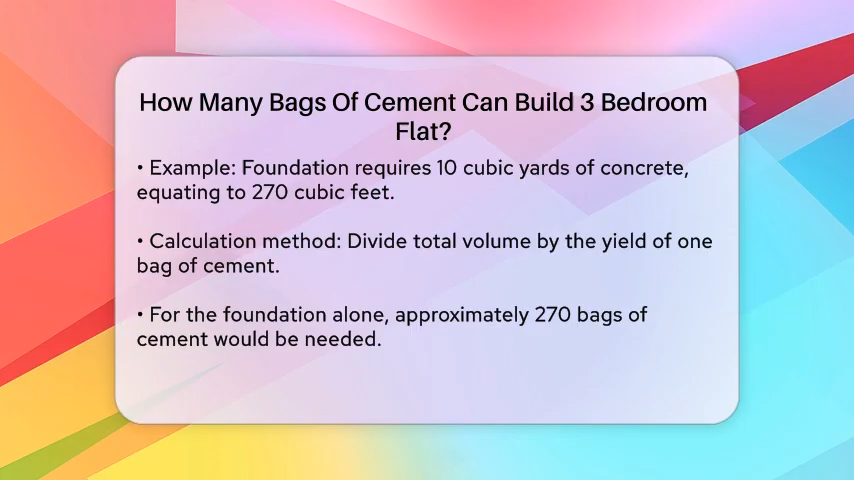 How Many Bags Of Cement Can Build 3 Bedroom
Flat?
• Example: Foundation requires 10 cubic yards of concrete,
equating to 270 cubic feet.
• Calculation method: Divide total volume by the yield of one
bag of cement.
• For the foundation alone, approximately 270 bags of
cement would be needed.